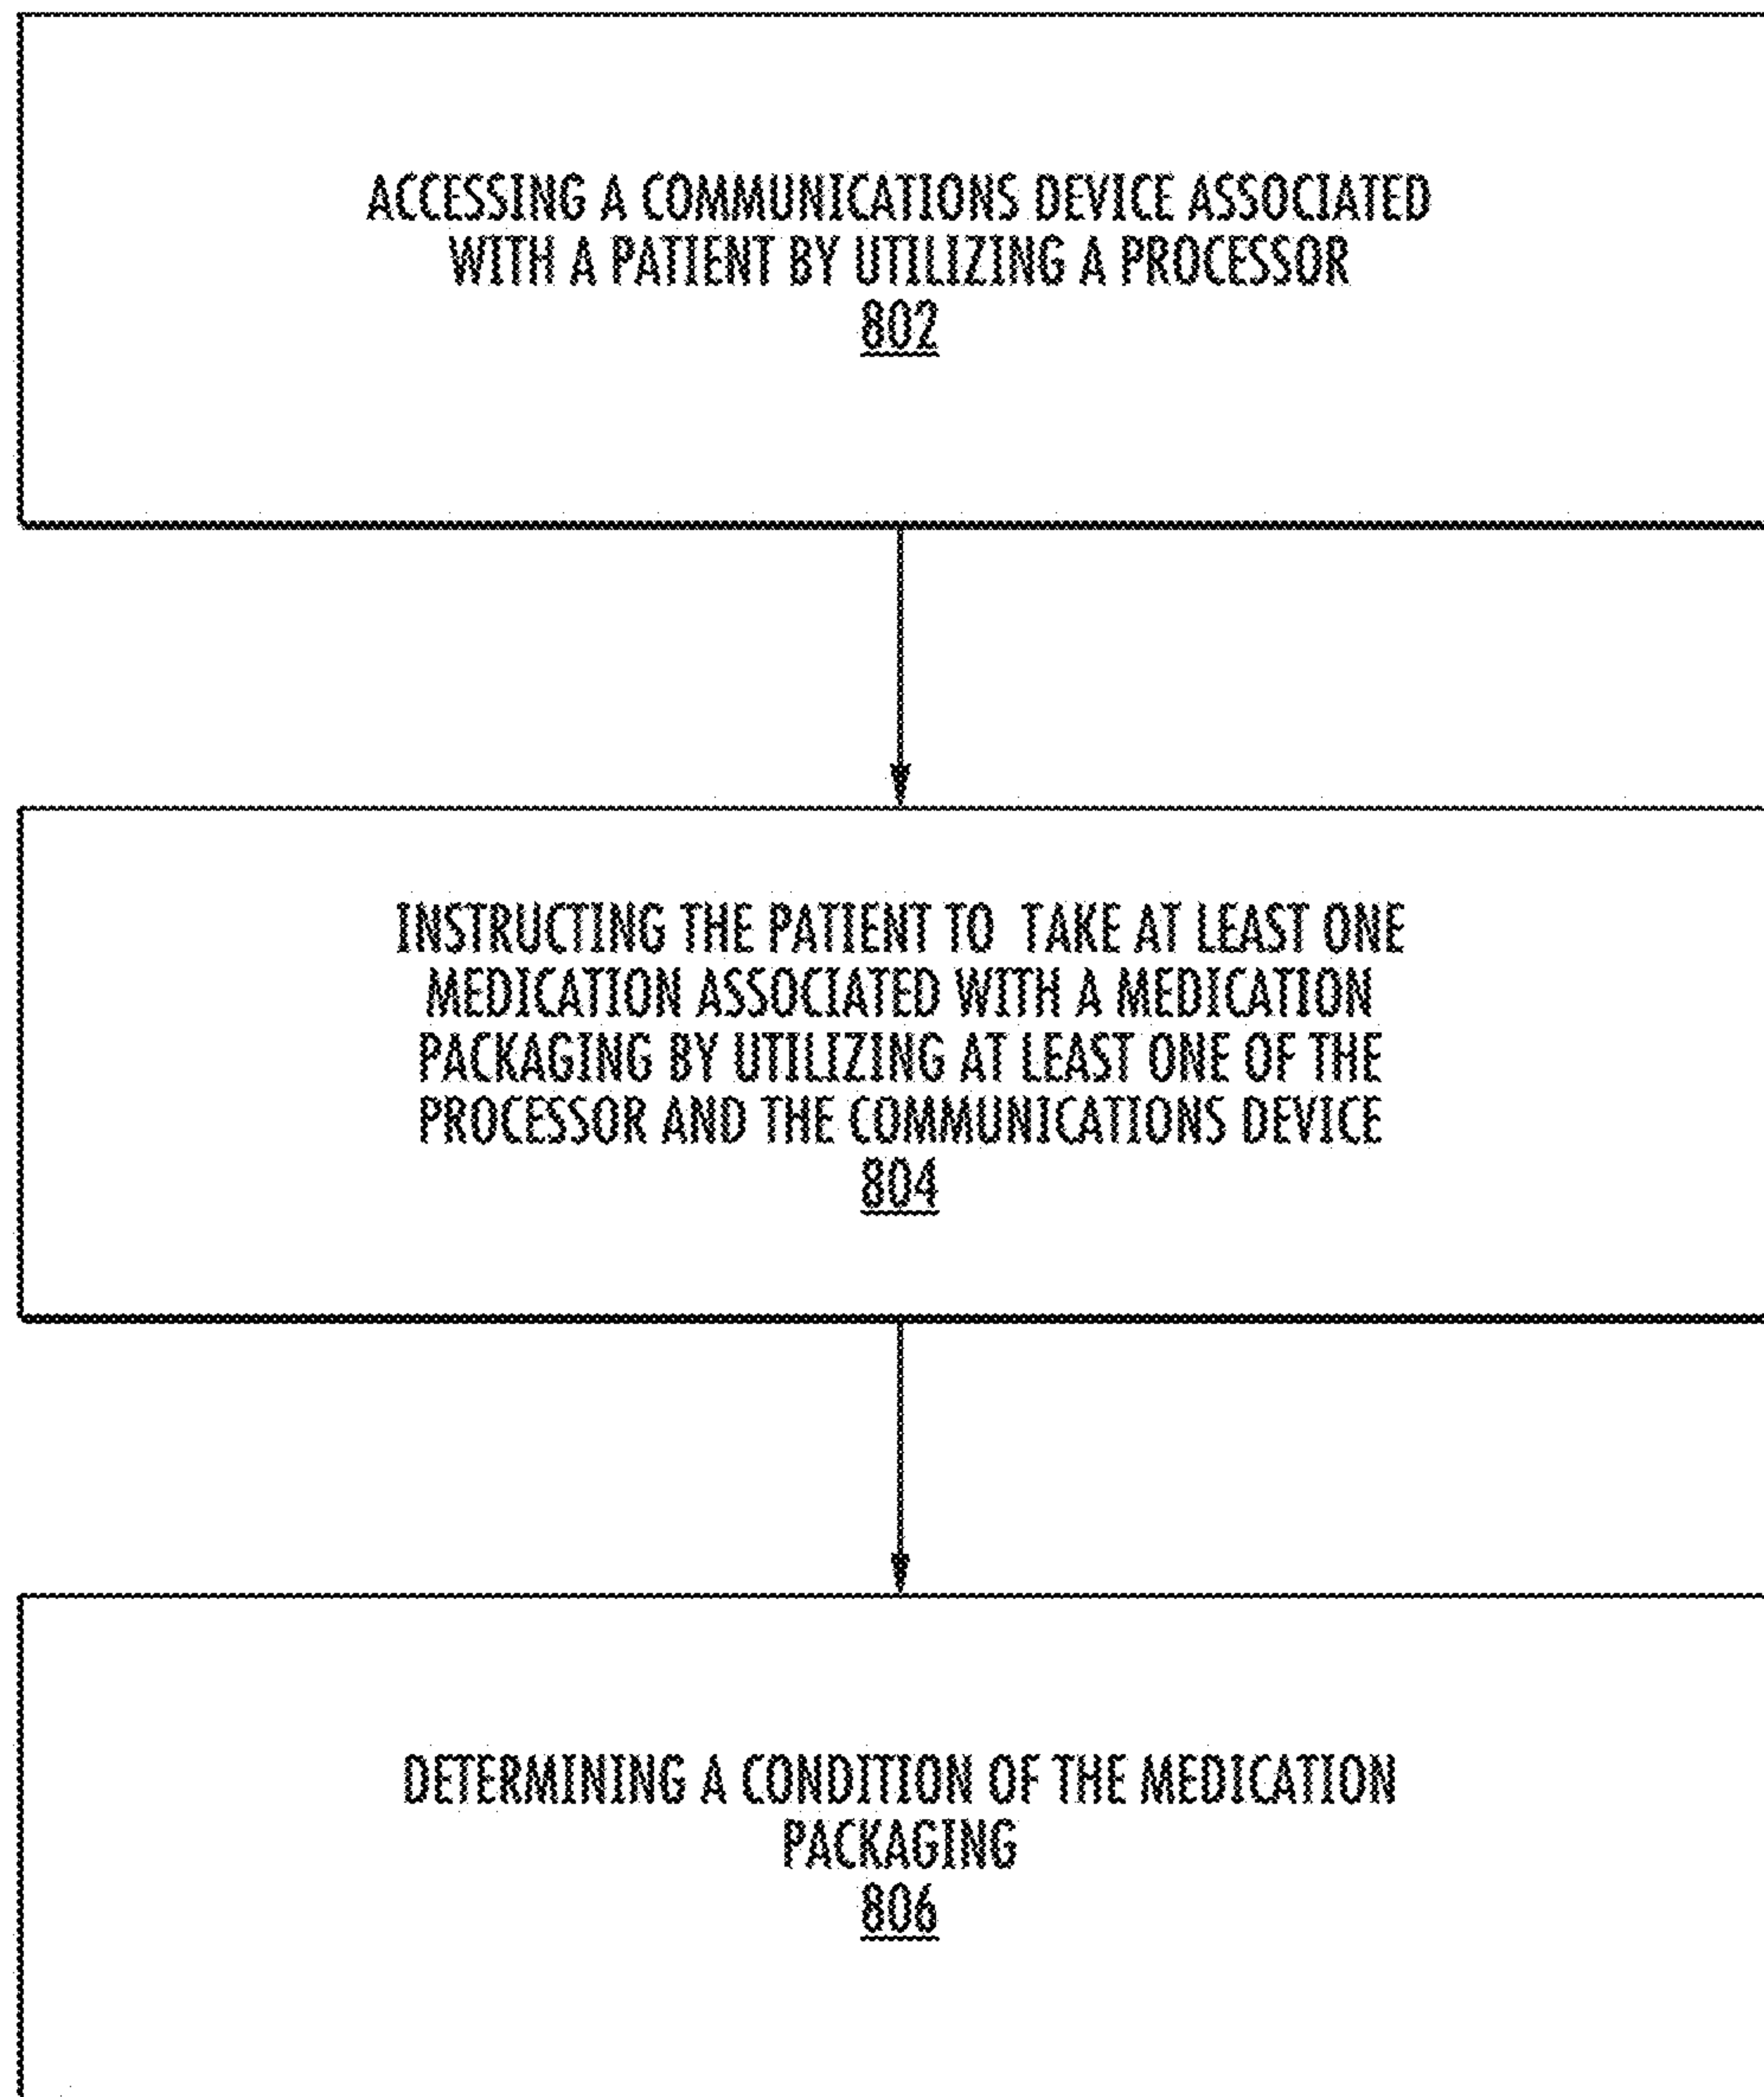 ACCESSING A COMMUNICATIONS DEVICE ASSOCIATED
WITH A PATIENT BY UTILIZING A PROCESSOR
802
INSTRUCTING THE PATIENT TO TAKE AT LEAST ONE
MEDICATION ASSOCIATED WITH A MEDICATION
PACKAGING BY UTILIZING AT LEAST ONE OF THE
PROCESSOR AND THE COMMUNICATIONS DEVICE
804
DETERMINING A CONDITION OF THE MEDICATION
PACKAGING
806